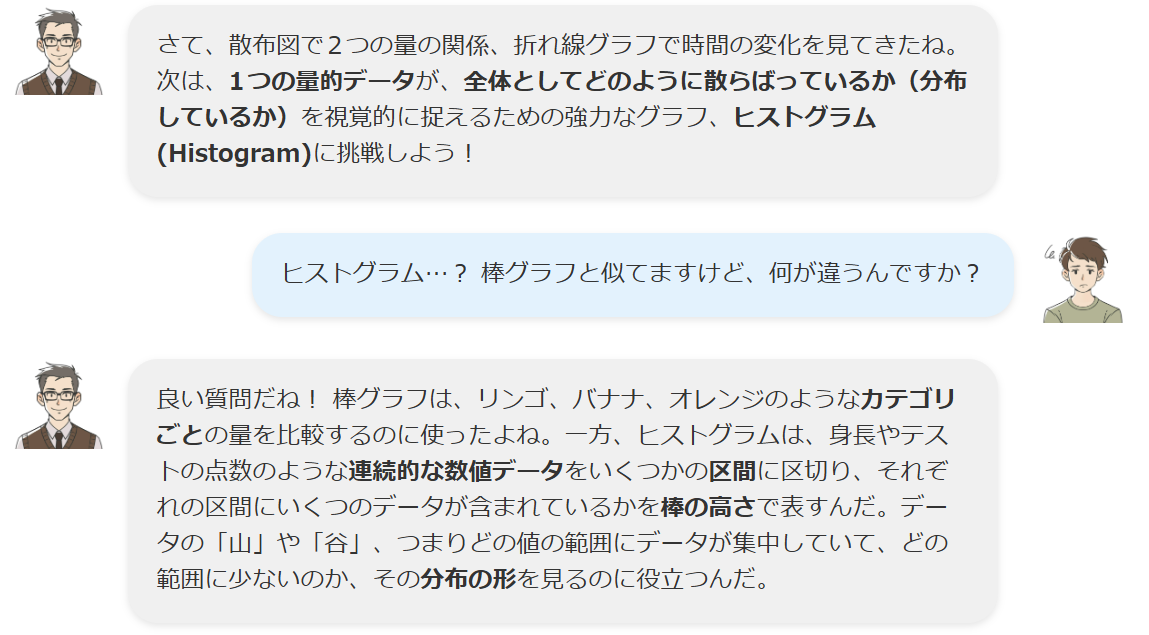 さて、散布図で２つの量の関係、折れ線グラフで時間の変化を見てきたね。
次は、１つの量的データが、全体としてどのように散らばっているか（分布
しているか）を視覚的に捉えるための強力なグラフ、ヒストグラム
(Histogram)に挑戦しよう！
ヒストグラム…？ 棒グラフと似てますけど、何が違うんですか？
良い質問だね！ 棒グラフは、リンゴ、バナナ、オレンジのようなカテゴリ
ごとの量を比較するのに使ったよね。一方、ヒストグラムは、身長やテス
トの点数のような連続的な数値データをいくつかの区間に区切り、それぞ
れの区間にいくつのデータが含まれているかを棒の高さで表すんだ。デー
タの「山」や「谷」、つまりどの値の範囲にデータが集中していて、どの
範囲に少ないのか、その分布の形を見るのに役立つんだ。